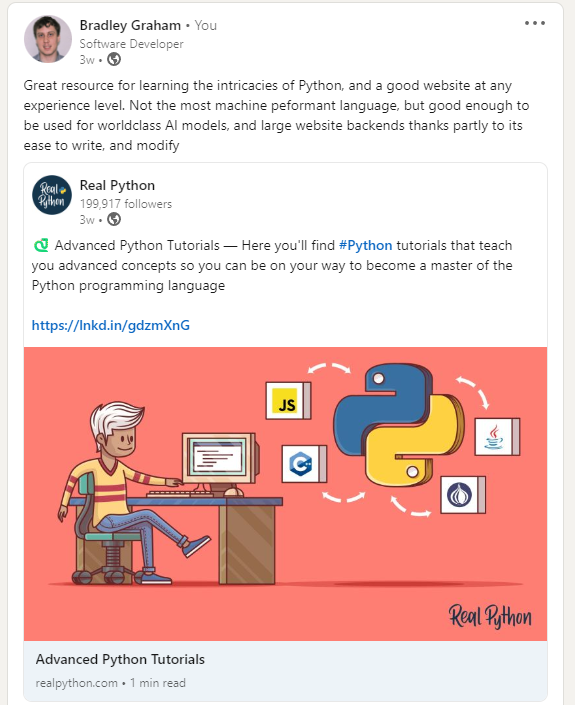 Bradley Graham • You
Software Developer
3w •
Great resource for learning the intricacies of Python, and a good website at any
experience level. Not the most machine peformant language, but good enough to
be used for worldclass AI models, and large website backends thanks partly to its
ease to write, and modify
Real Python
Real Python
199,917 followers
3w •
Advanced Python Tutorials — Here you'll find #Python tutorials that teach
you advanced concepts so you can be on your way to become a master of the
Python programming language
https://lnkd.in/gdzmXnG
JS
C++
Real Python
Advanced Python Tutorials
realpython.com • 1 min read